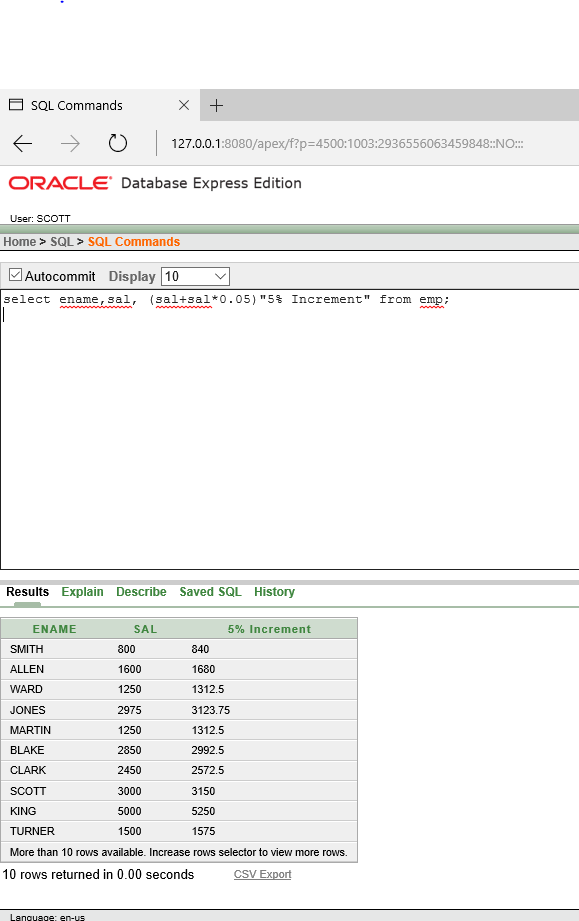 SQL Commands
127.0.0.1:8080/apex/f?p=4500:1003:2936556063459848::NO:::
ORACLE Database Express Edition
User: SCOTT
Home > SQL > SQL Commands
Autocommit Display 10
select ename,sal, (sal+sal*0.05)"5% Increment" from emp;
Results Explain Describe Saved SQL History
ENAME SAL 5% Increment
SMITH 800 840
ALLEN 1600 1680
WARD 1250 1312.5
JONES 2975 3123.75
MARTIN 1250 1312.5
BLAKE 2850 2992.5
CLARK 2450 2572.5
SCOTT 3000 3150
KING 5000 5250
TURNER 1500 1575
More than 10 rows available. Increase rows selector to view more rows.
10 rows returned in 0.00 seconds CSV Export
Language: en-us